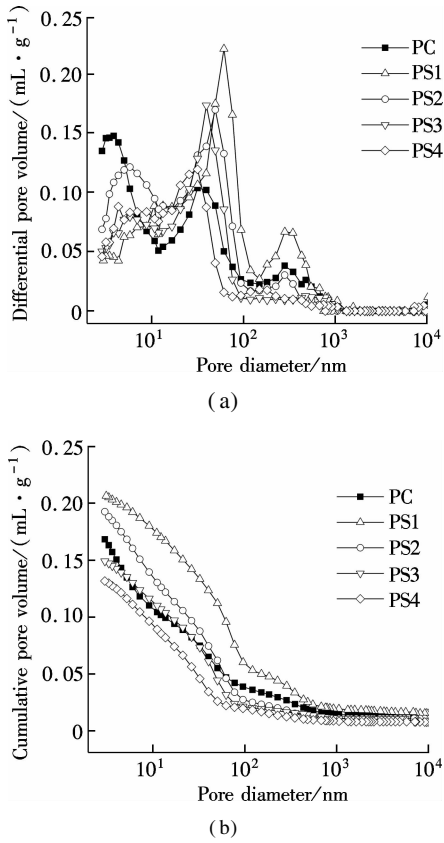 0.25
0.20
0.15
0.10
0.05
0
Differential pore volume/(mL·g⁻¹)
PC
PS1
PS2
PS3
PS4
10¹ 10² 10³ 10⁴
Pore diameter/nm
(a)
0.25
0.20
0.15
0.10
0.05
0
Cumulative pore volume/(mL·g⁻¹)
PC
PS1
PS2
PS3
PS4
10¹ 10² 10³ 10⁴
Pore diameter/nm
(b)